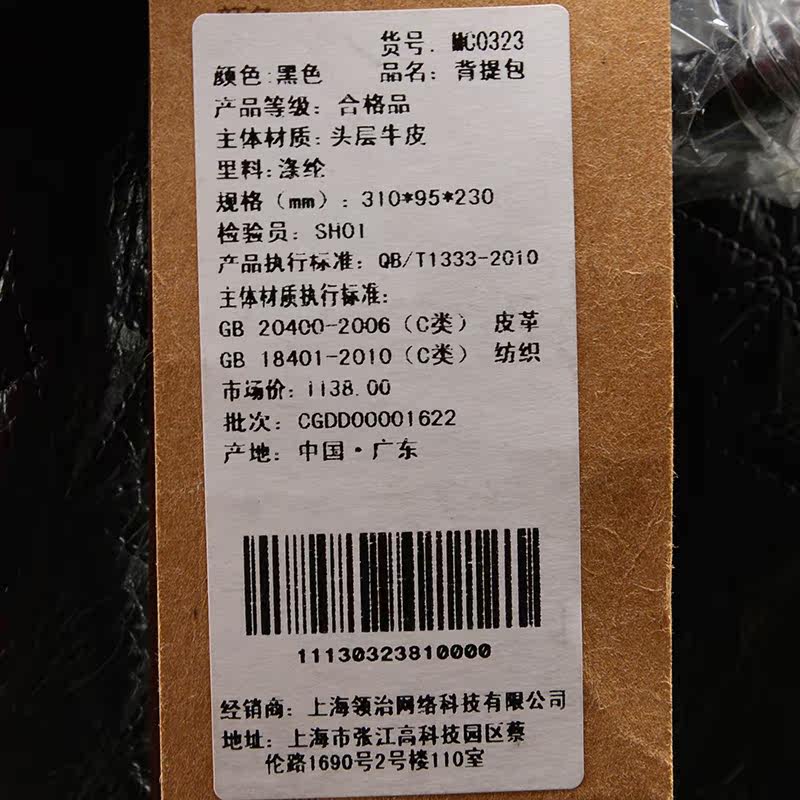 货号. MC0323
颜色:黑色 品名: 背提包
产品等级: 合格品
主体材质: 头层牛皮
里料: 涤纶
规格 (mm) : 310*95*230
检验员: SH01
产品执行标准: QB/T1333-2010
主体材质执行标准:
GB 20400-2006 (C类) 皮革
GB 18401-2010 (C类) 纺织
市场价: 1138.00
批次: CGDD00001622
产地: 中国·广东
11130323810000
经销商: 上海领治网络科技有限公司
地址: 上海市张江高科技园区蔡
伦路1690号2号楼110室